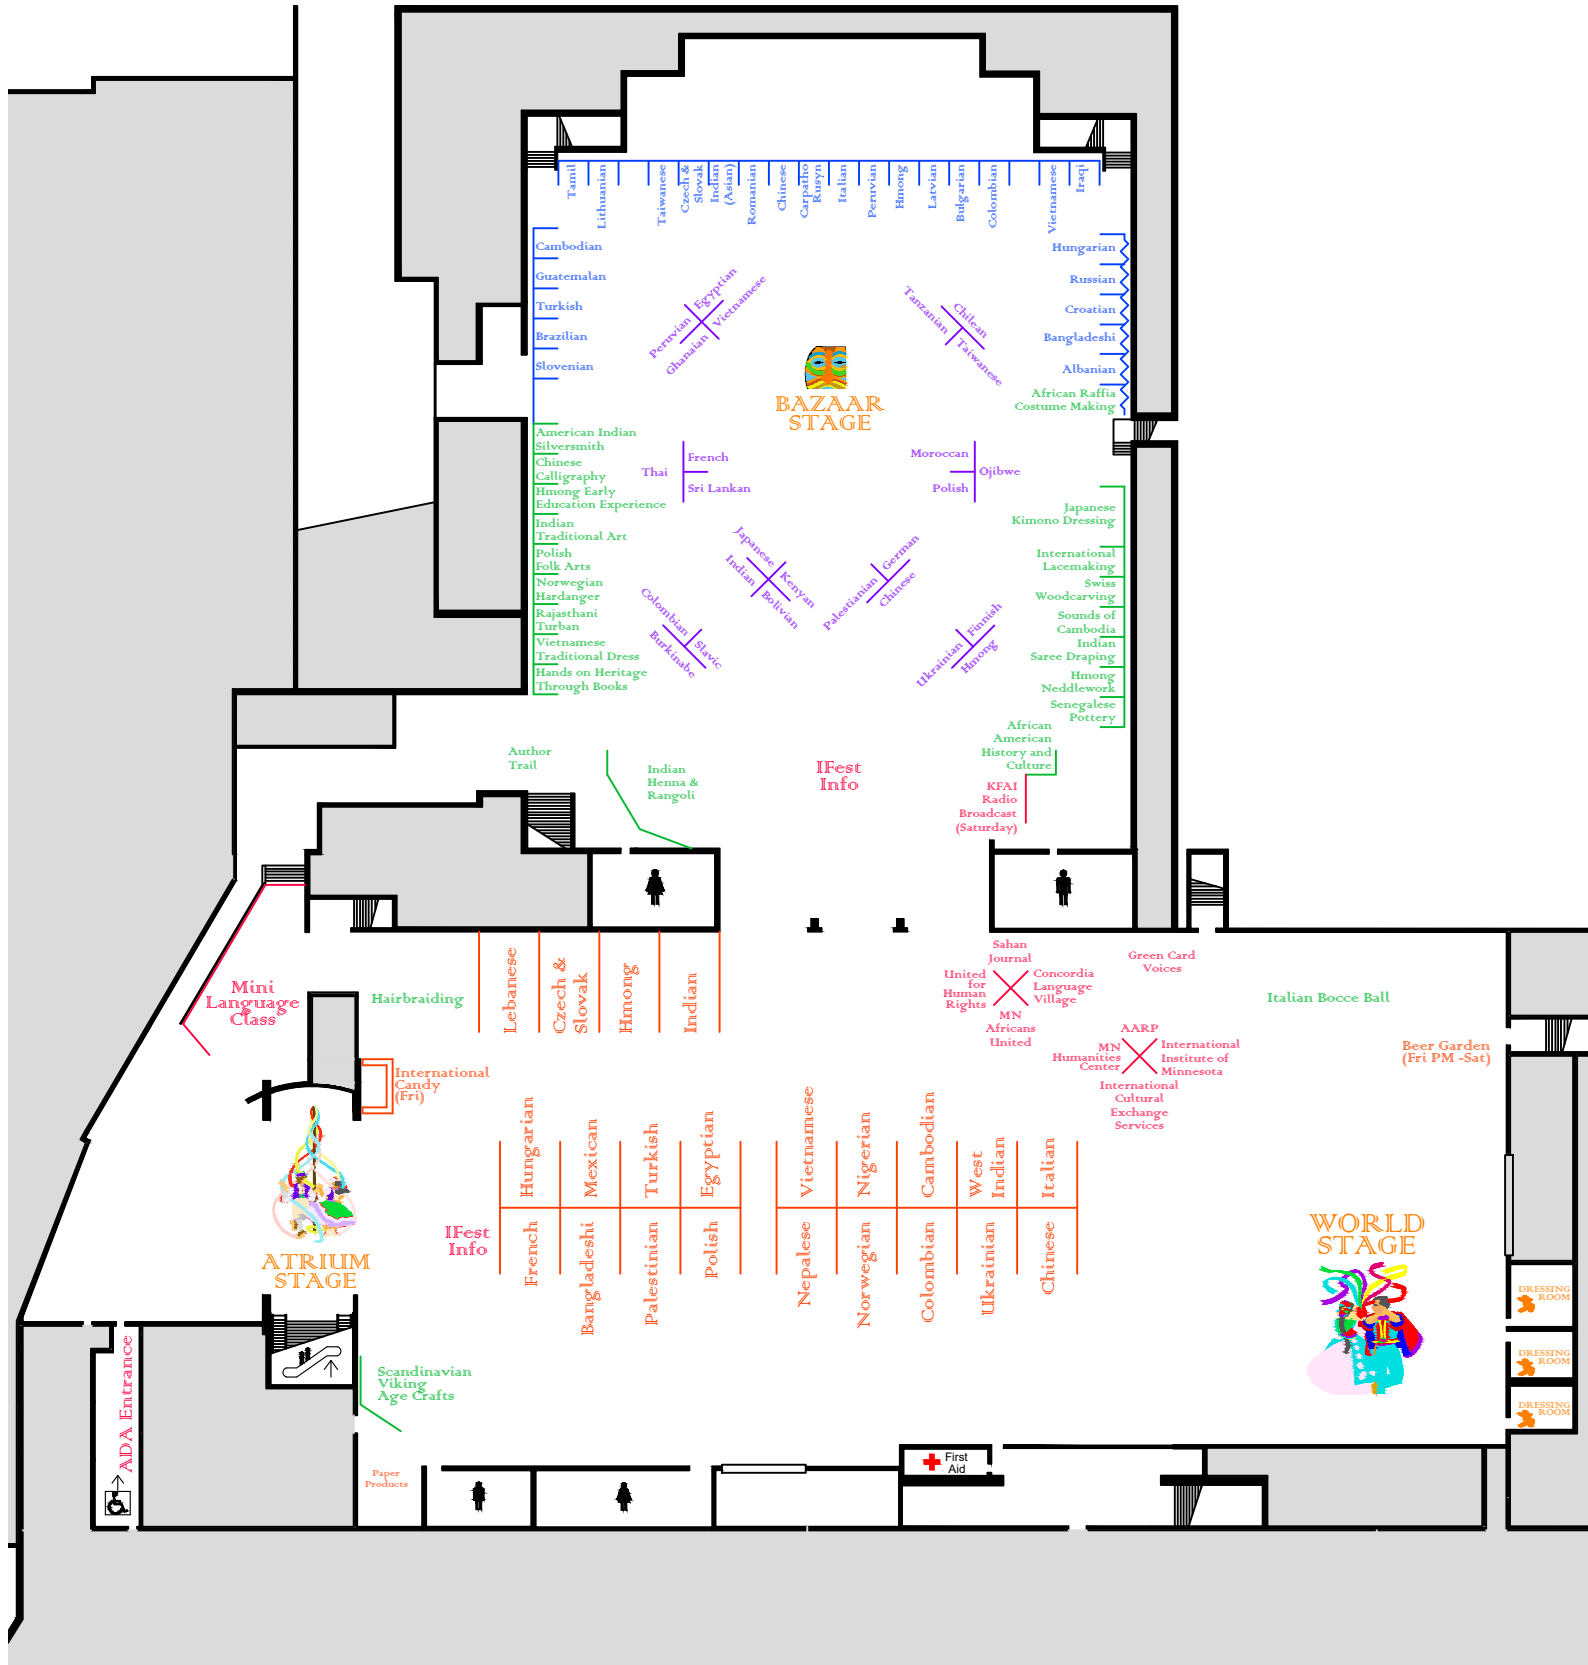 Tamil
Lithuanian
Taiwanese
Czech &
Slovak
Indian
(Asian)
Romanian
Chinese
Carpatho
Rusyn
Italian
Peruvian
Hmong
Latvian
Bulgarian
Colombian
Vietnamese
Iraqi
Cambodian
Guatemalan
Turkish
Brazilian
Slovenian
Hungarian
Russian
Croatian
Bangladeshi
Albanian
African Raffia
Costume Making
Peruvian
Egyptian
Ghanaian
Vietnamese
Tanzanian
Chilean
Taiwanese
BAZAAR
STAGE
American Indian
Silversmith
Chinese
Calligraphy
Hmong Early
Education Experience
Indian
Traditional Art
Polish
Folk Arts
Norwegian
Hardanger
Rajasthani
Turban
Vietnamese
Traditional Dress
Hands on Heritage
Through Books
Thai
French
Sri Lankan
Moroccan
Polish
Ojibwe
Japanese
Kenyan
Indian
Bolivian
German
Palestianian
Chinese
Colombian
Slavic
Burkinabe
Finnish
Ukrainian
Hmong
Japanese
Kimono Dressing
International
Lacemaking
Swiss
Woodcarving
Sounds of
Cambodia
Indian
Saree Draping
Hmong
Neddlework
Senegalese
Pottery
African
American
History and
Culture
KFAI
Radio
Broadcast
(Saturday)
Author
Trail
Indian
Henna &
Rangoli
IFest
Info
Mini
Language
Class
Hairbraiding
Lebanese
Czech &
Slovak
Hmong
Indian
Sahan
Journal
United
for
Human
Rights
Concordia
Language
Village
MN
Africans
United
Green Card
Voices
Italian Bocce Ball
AARP
MN
Humanities
Center
International
Institute of
Minnesota
International
Cultural
Exchange
Services
Beer Garden
(Fri PM -Sat)
International
Candy
(Fri)
Hungarian
Mexican
Turkish
Egyptian
Vietnamese
Nigerian
Cambodian
West
Indian
Italian
French
Bangladeshi
Palestinian
Polish
Nepalese
Norwegian
Colombian
Ukrainian
Chinese
IFest
Info
ATRIUM
STAGE
WORLD
STAGE
DRESSING
ROOM
DRESSING
ROOM
DRESSING
ROOM
ADA Entrance
Scandinavian
Viking
Age Crafts
Paper
Products
First
Aid